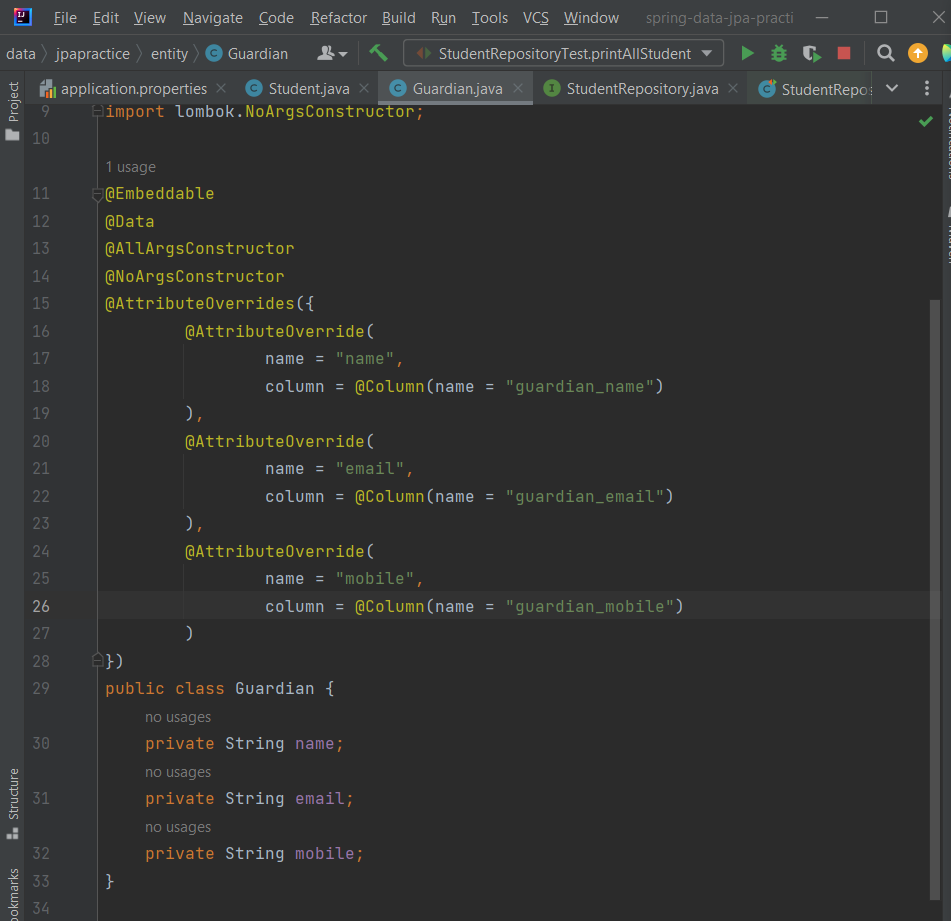 File Edit View Navigate Code Refactor Build Run Tools VCS Window spring-data-jpa-practi
data jpapractice entity Guardian StudentRepositoryTest.printAllStudent
application.properties Student.java Guardian.java StudentRepository.java StudentRepos
Project
9 import lombok.NoArgsConstructor;
10
1 usage
11 @Embeddable
12 @Data
13 @AllArgsConstructor
14 @NoArgsConstructor
15 @AttributeOverrides({
16 @AttributeOverride(
17 name = "name",
18 column = @Column(name = "guardian_name")
19 ),
20 @AttributeOverride(
21 name = "email",
22 column = @Column(name = "guardian_email")
23 ),
24 @AttributeOverride(
25 name = "mobile",
26 column = @Column(name = "guardian_mobile")
27 )
28 })
29 public class Guardian {
no usages
30 private String name;
no usages
31 private String email;
no usages
32 private String mobile;
33 }
34
Structure
ookmarks